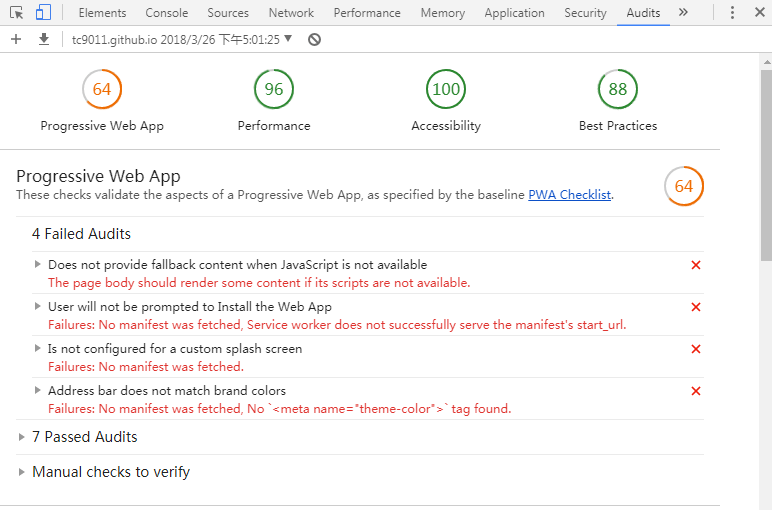 Elements Console Sources Network Performance Memory Application Security Audits »
tc9011.github.io 2018/3/26 下午5:01:25
64 96 100 88
Progressive Web App Performance Accessibility Best Practices
Progressive Web App
These checks validate the aspects of a Progressive Web App, as specified by the baseline PWA Checklist.
64
4 Failed Audits
Does not provide fallback content when JavaScript is not available
The page body should render some content if its scripts are not available.
User will not be prompted to Install the Web App
Failures: No manifest was fetched, Service worker does not successfully serve the manifest's start_url.
Is not configured for a custom splash screen
Failures: No manifest was fetched.
Address bar does not match brand colors
Failures: No manifest was fetched, No `<meta name="theme-color">` tag found.
7 Passed Audits
Manual checks to verify